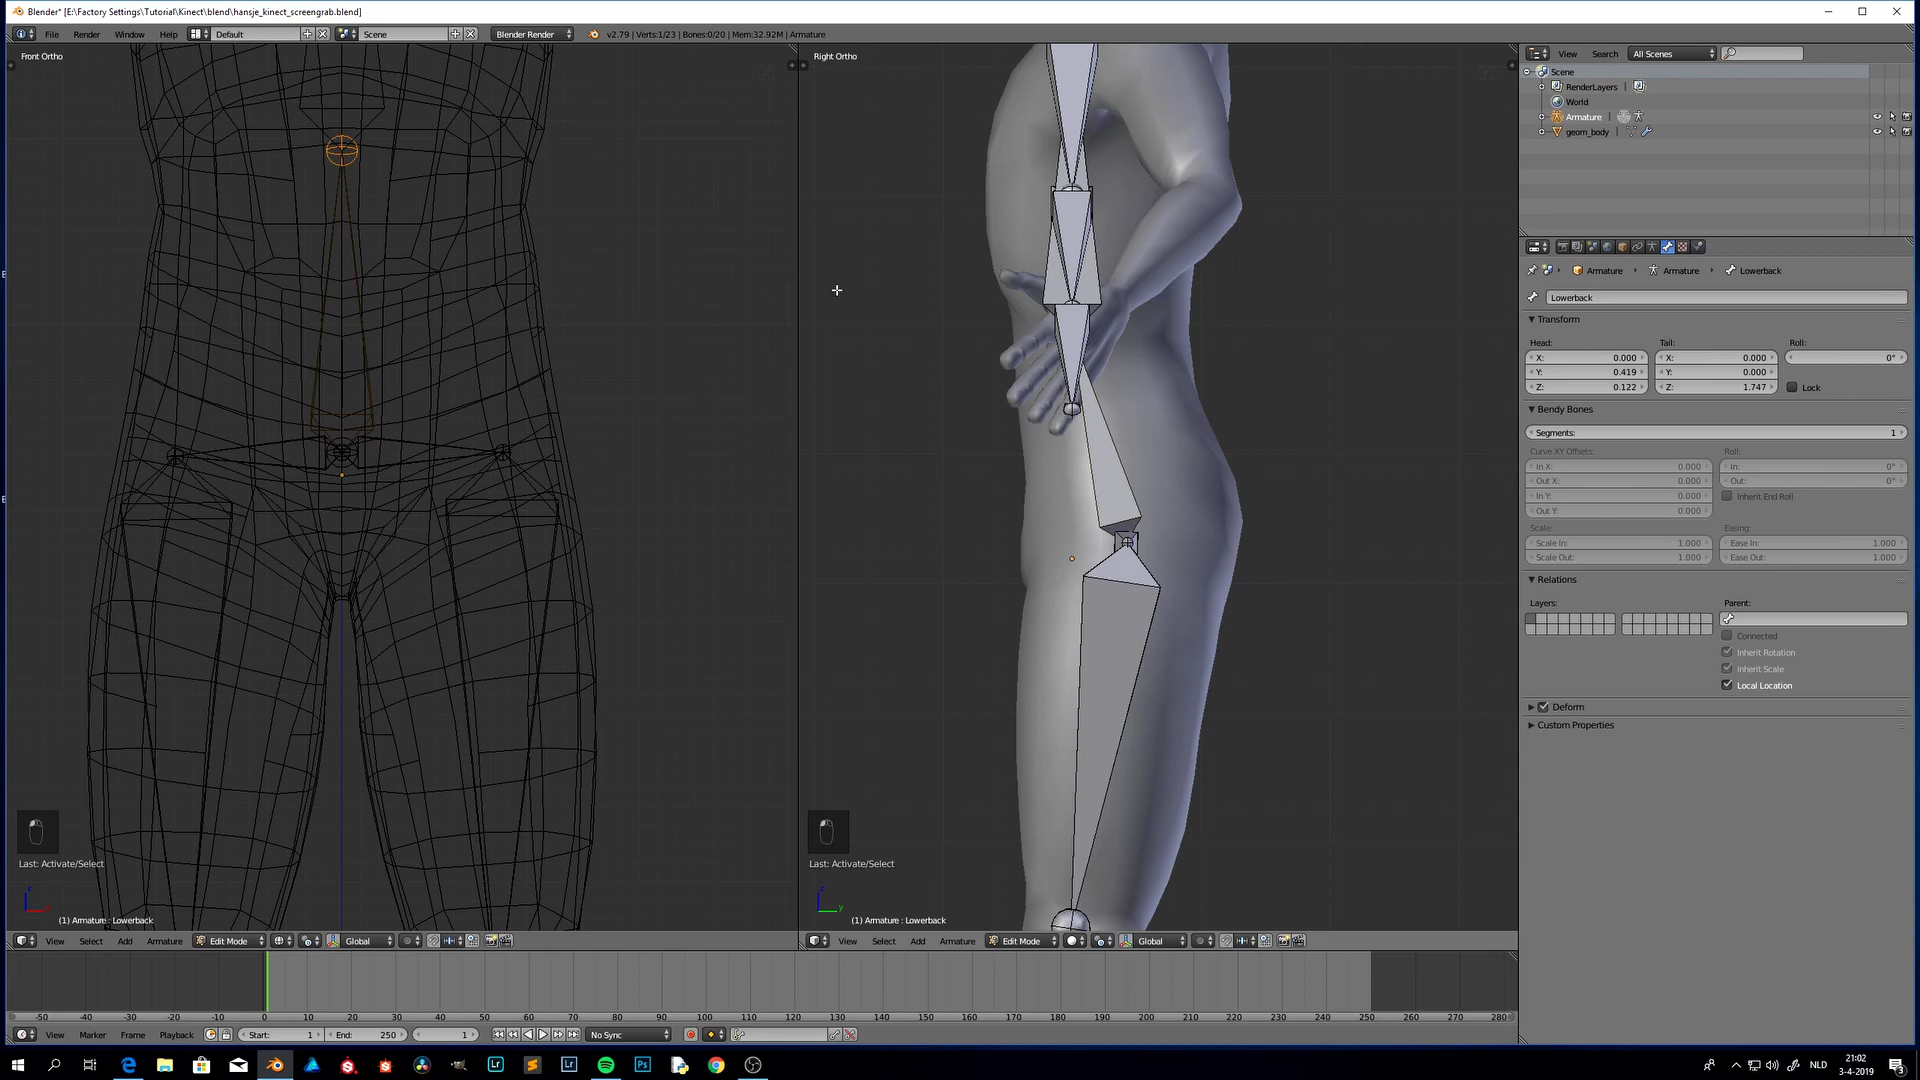 Blender* [E:\Factory Settings\Tutorial\Kinect\blend\hansje_kinect_screengrab.blend]
File Render Window Help Default Scene Blender Render v2.79 | Verts:1/23 | Bones:0/20 | Mem:32.92M | Armature
Front Ortho
Right Ortho
View Search All Scenes
Scene
RenderLayers
World
Armature
geom_body
Armature Armature Lowerback
Lowerback
Transform
Head: Tail: Roll:
X: 0.000 X: 0.000 0°
Y: 0.419 Y: 0.000
Z: 0.122 Z: 1.747 Lock
Bendy Bones
Segments: 1
Curve XY Offsets: Roll:
In X: 0.000 In: 0°
Out X: 0.000 Out: 0°
In Y: 0.000 Inherit End Roll
Out Y: 0.000
Scale: Easing:
Scale In: 1.000 Ease In: 1.000
Scale Out: 1.000 Ease Out: 1.000
Relations
Layers: Parent:
Connected
Inherit Rotation
Inherit Scale
Local Location
Deform
Custom Properties
Last: Activate/Select
Last: Activate/Select
z
z
y
(1) Armature : Lowerback
(1) Armature : Lowerback
View Select Add Armature Edit Mode Global
View Select Add Armature Edit Mode Global
-50 -40 -30 -20 -10 0 10 20 30 40 50 60 70 80 90 100 110 120 130 140 150 160 170 180 190 200 210 220 230 240 250 260 270 280
View Marker Frame Playback Start: 1 End: 250 1 No Sync
Lr Lr Ps
NLD
21:02
3-4-2019
3